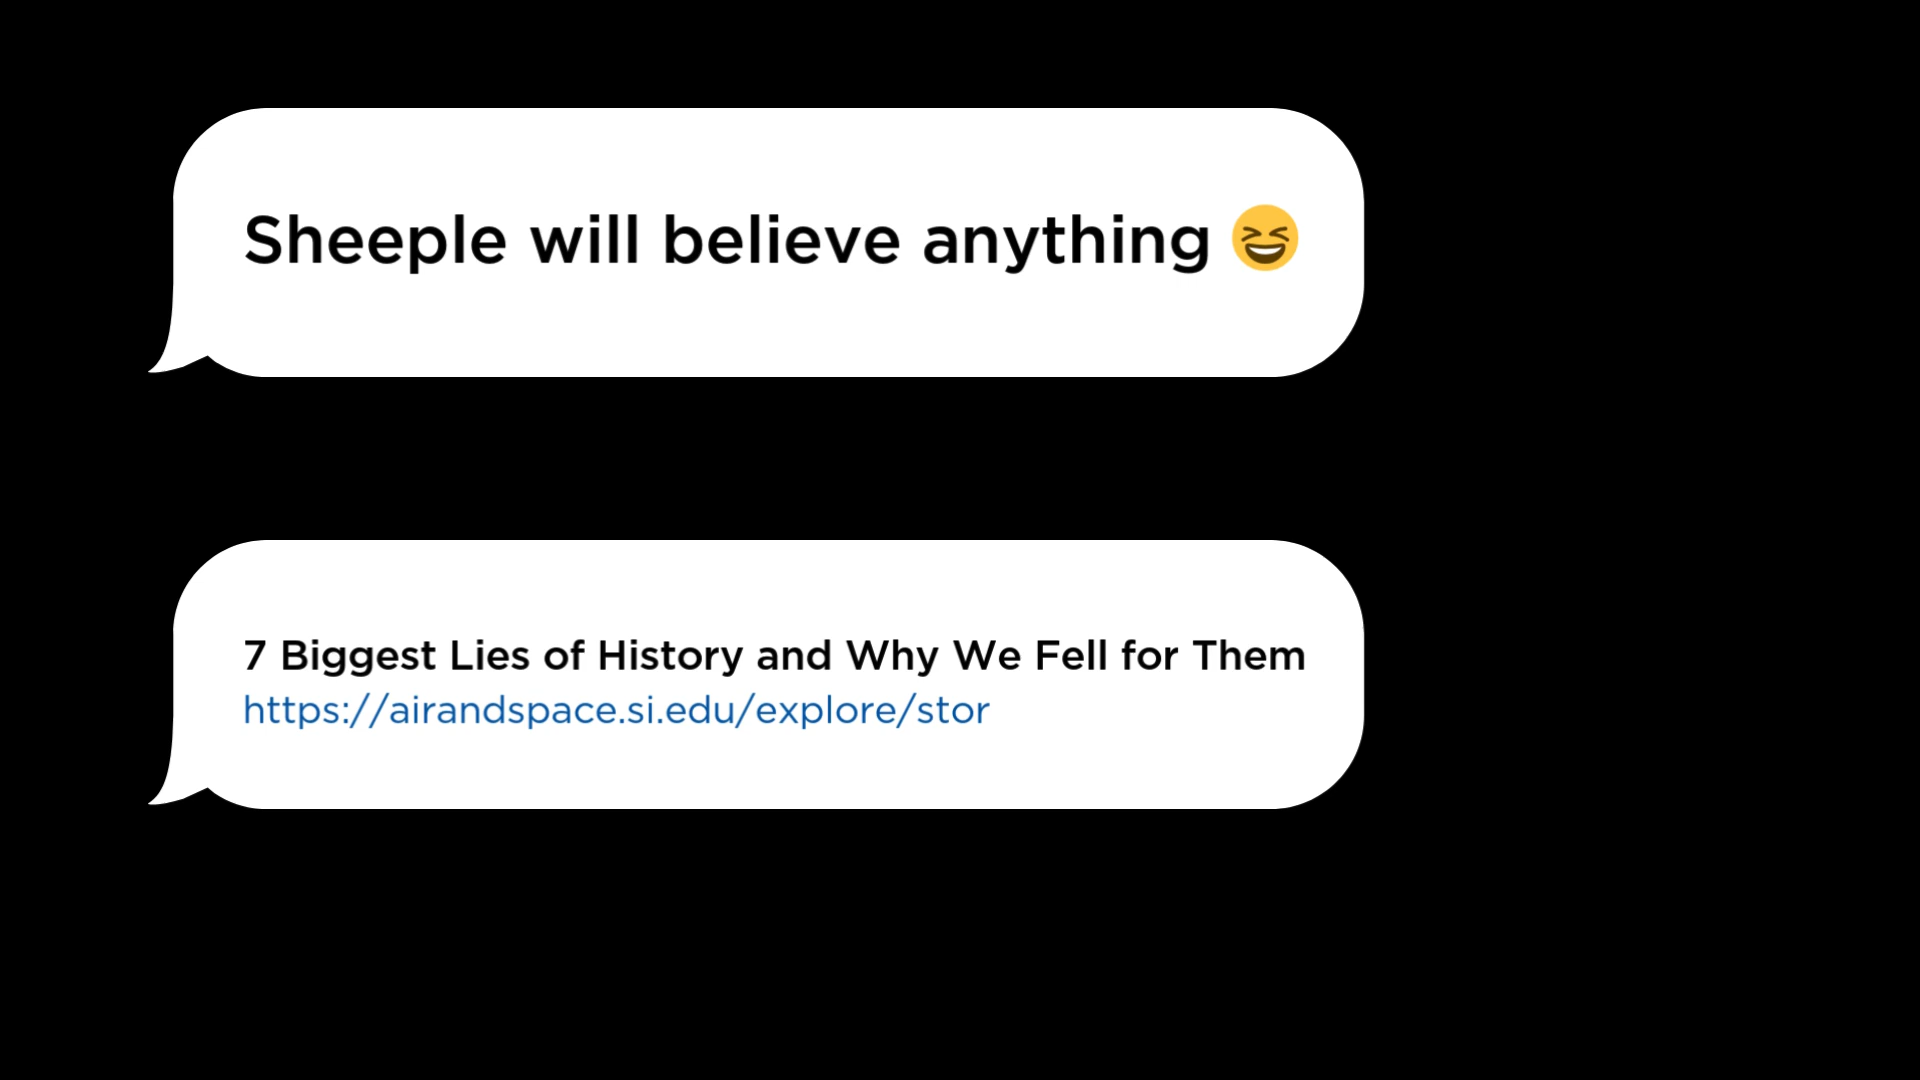 Sheeple will believe anything 😆
7 Biggest Lies of History and Why We Fell for Them
https://airandspace.si.edu/explore/stor